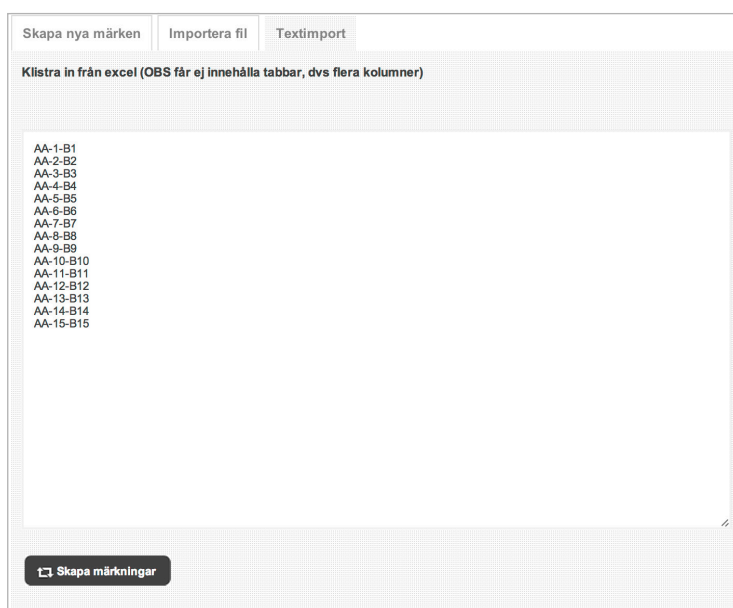 Skapa nya märken Importera fil Textimport
Klistra in från excel (OBS får ej innehålla tabbar, dvs flera kolumner)
AA-1-B1
AA-2-B2
AA-3-B3
AA-4-B4
AA-5-B5
AA-6-B6
AA-7-B7
AA-8-B8
AA-9-B9
AA-10-B10
AA-11-B11
AA-12-B12
AA-13-B13
AA-14-B14
AA-15-B15
Skapa märkningar